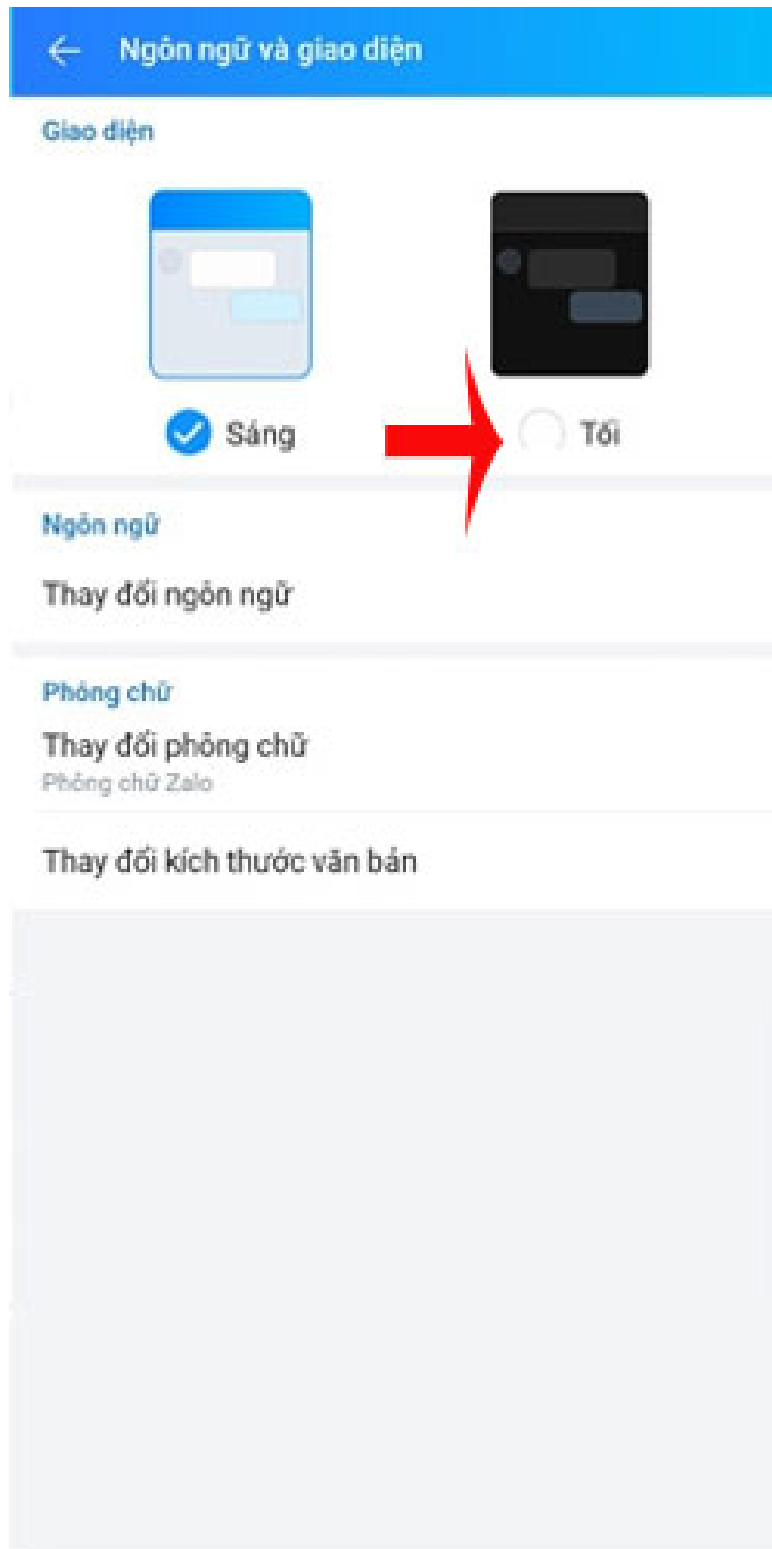 Ngôn ngữ và giao diện
Giao diện
Sáng
Tối
Ngôn ngữ
Thay đổi ngôn ngữ
Phông chữ
Thay đổi phông chữ
Phông chữ Zalo
Thay đổi kích thước văn bản